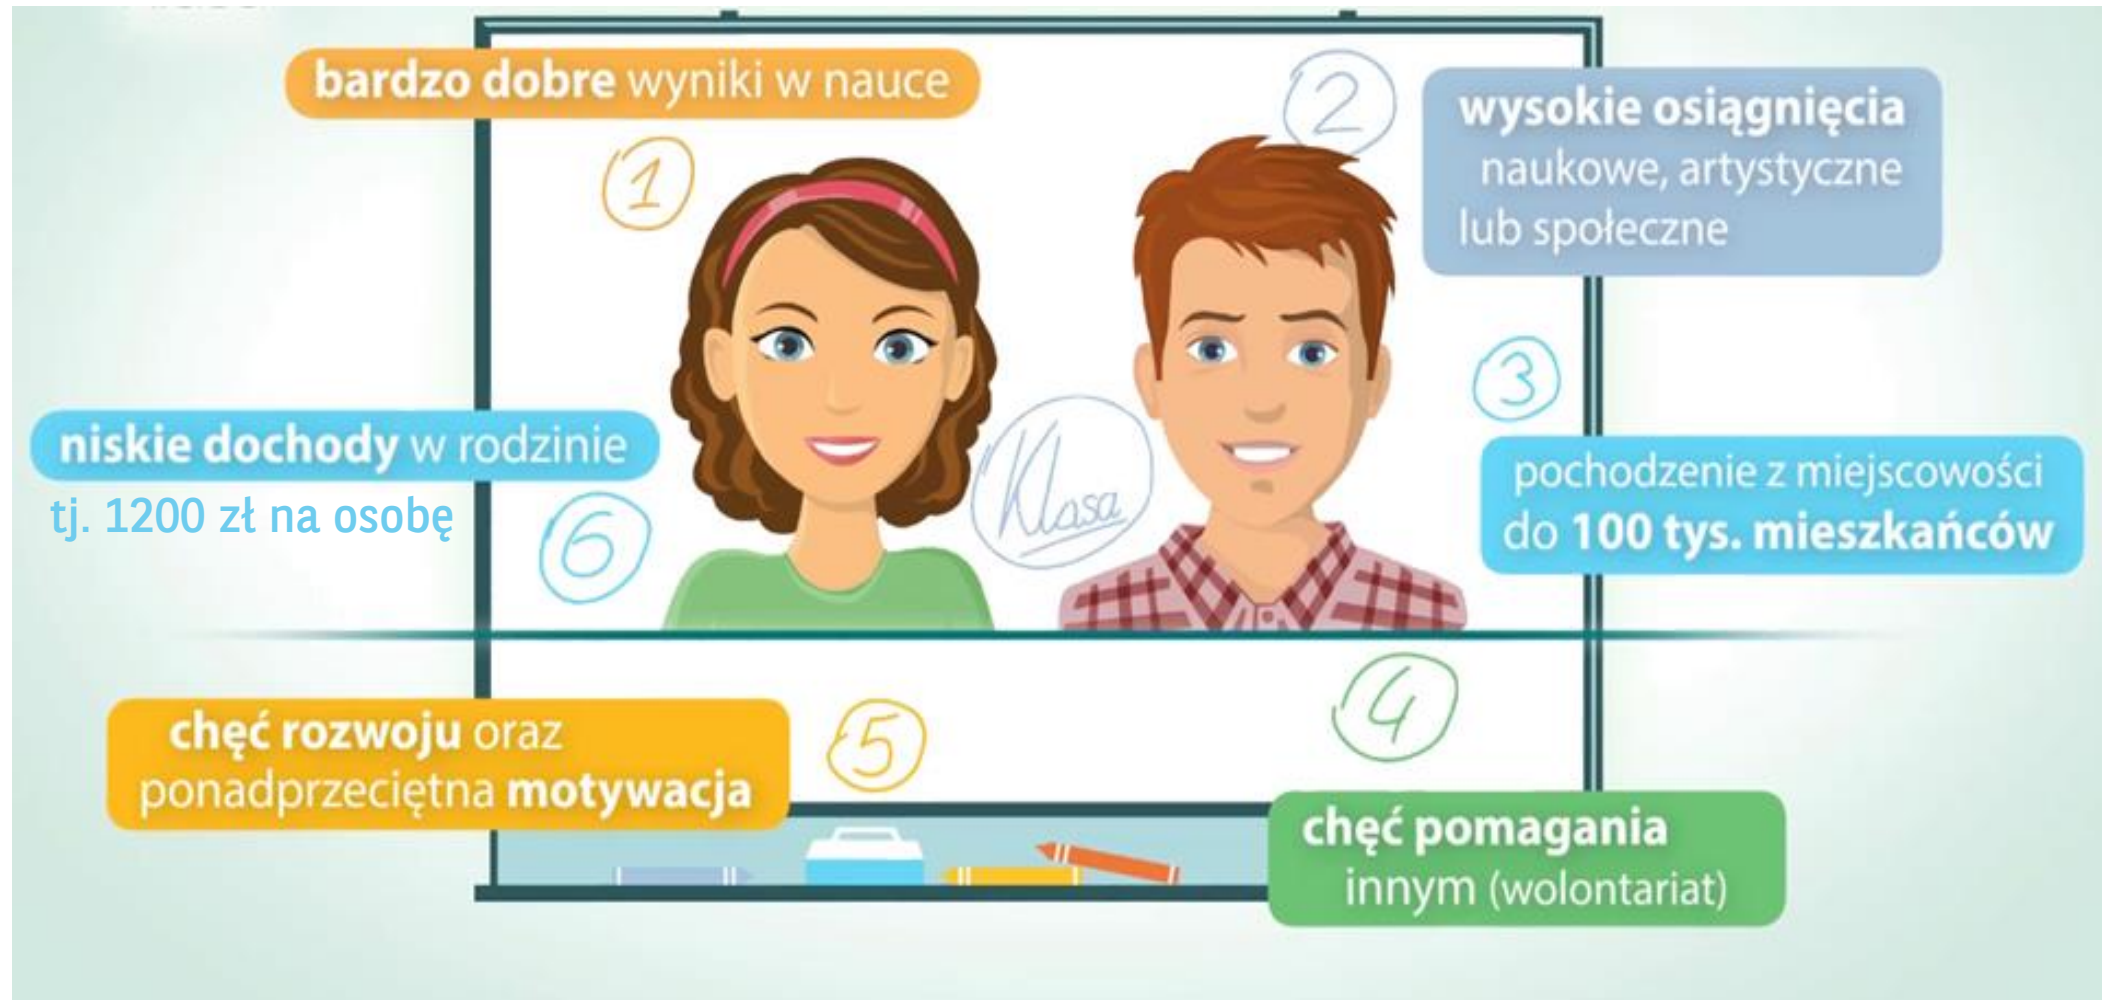 bardzo dobre wyniki w nauce
1
2
wysokie osiągnięcia
naukowe, artystyczne
lub społeczne
3
pochodzenie z miejscowości
do 100 tys. mieszkańców
Klasa
niskie dochody w rodzinie
tj. 1200 zł na osobę
6
4
chęć pomagania
innym (wolontariat)
5
chęć rozwoju oraz
ponadprzeciętna motywacja